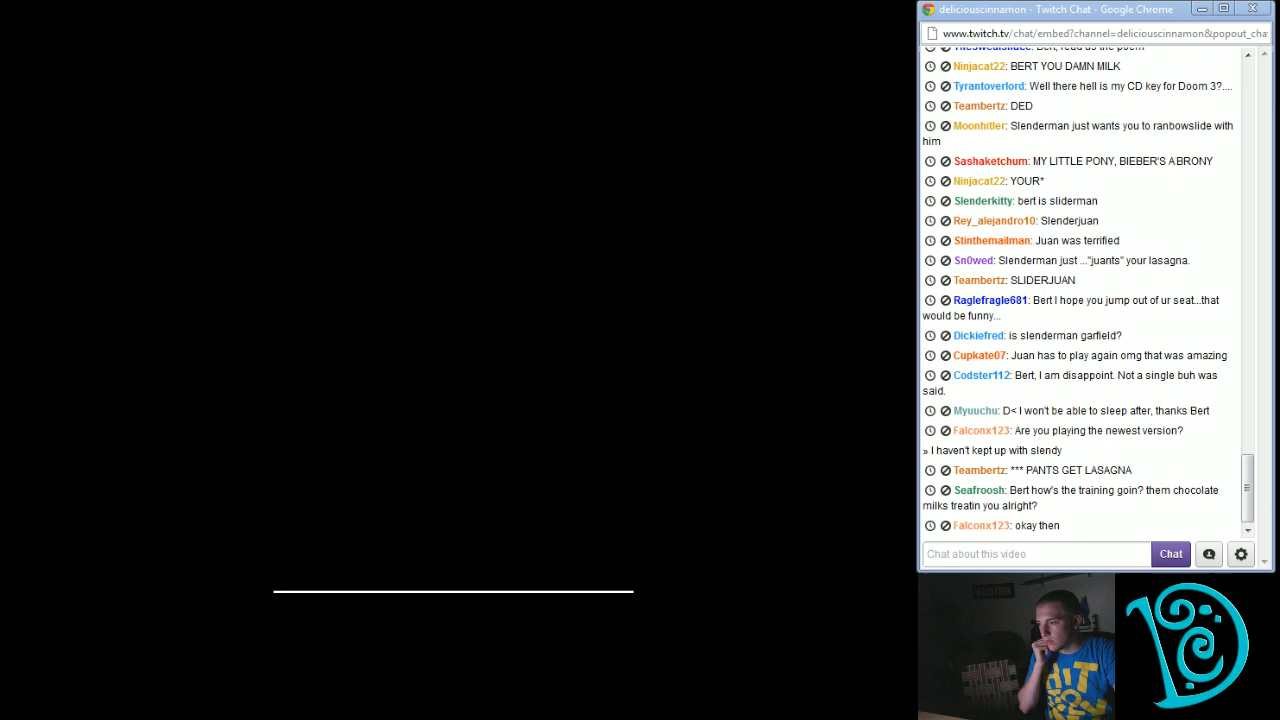 deliciouscinnamon - Twitch Chat - Google Chrome
www.twitch.tv/chat/embed?channel=deliciouscinnamon&popout_cha
Bert, read us the poem
Ninjacat22: BERT YOU DAMN MILK
Tyrantoverlord: Well there hell is my CD key for Doom 3?....
Teambertz: DED
Moonhitler: Slenderman just wants you to ranbowslide with
him
Sashaketchum: MY LITTLE PONY, BIEBER'S A BRONY
Ninjacat22: YOUR*
Slenderkitty: bert is sliderman
Rey_alejandro10: Slenderjuan
Stinthemailman: Juan was terrified
Sn0wed: Slenderman just ..."juants" your lasagna.
Teambertz: SLIDERJUAN
Raglefragle681: Bert I hope you jump out of ur seat...that
would be funny...
Dickiefred: is slenderman garfield?
Cupkate07: Juan has to play again omg that was amazing
Codster112: Bert, I am disappoint. Not a single buh was
said.
Myuuchu: D< I won't be able to sleep after, thanks Bert
Falconx123: Are you playing the newest version?
» I haven't kept up with slendy
Teambertz: *** PANTS GET LASAGNA
Seafroosh: Bert how's the training goin? them chocolate
milks treatin you alright?
Falconx123: okay then
Chat about this video
Chat